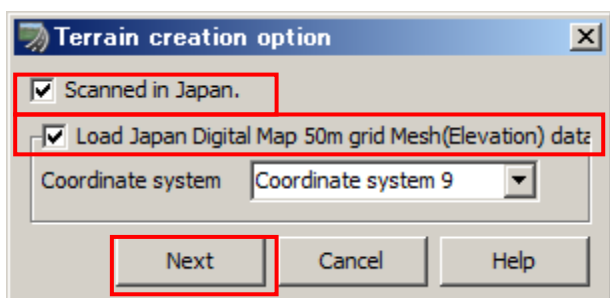 Terrain creation option
Scanned in Japan.
Load Japan Digital Map 50m grid Mesh(Elevation) data
Coordinate system Coordinate system 9
Next Cancel Help